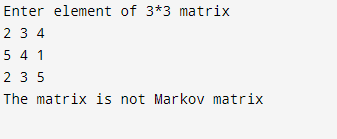 Enter element of 3*3 matrix
2 3 4
5 4 1
2 3 5
The matrix is not Markov matrix